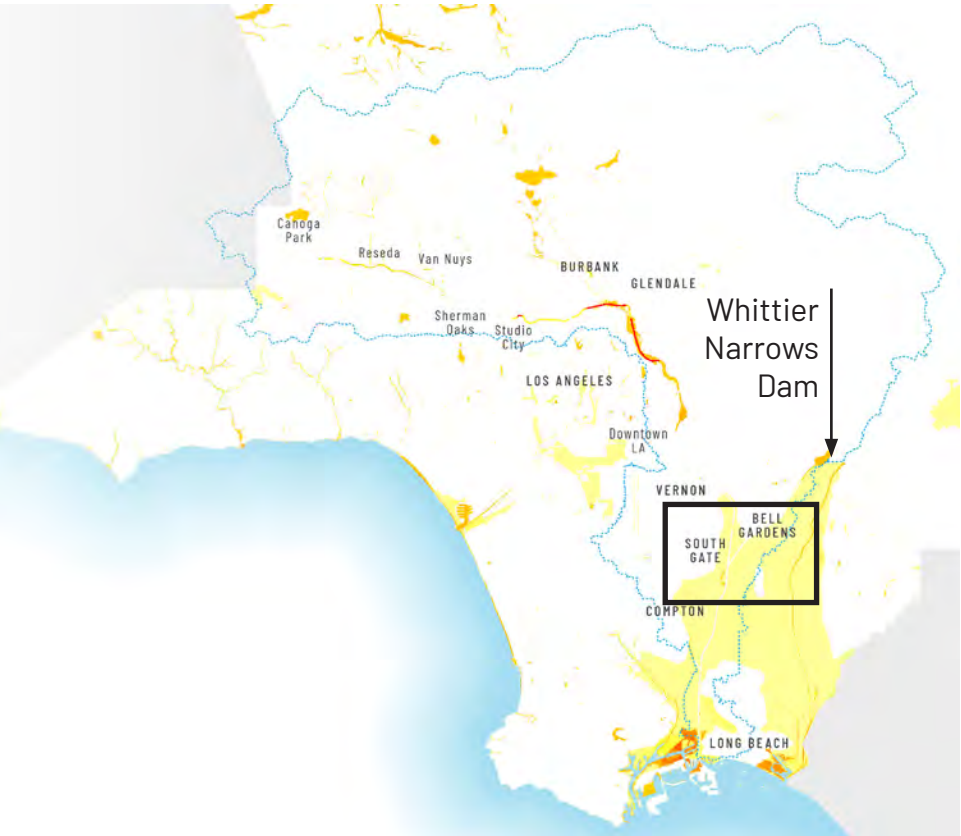 Canoga
Park
Reseda
Van Nuys
BURBANK
GLENDALE
Whittier
Narrows
Dam
Sherman
Oaks
Studio
City
LOS ANGELES
Downtown
LA
VERNON
BELL
GARDENS
SOUTH
GATE
COMPTON
LONG BEACH